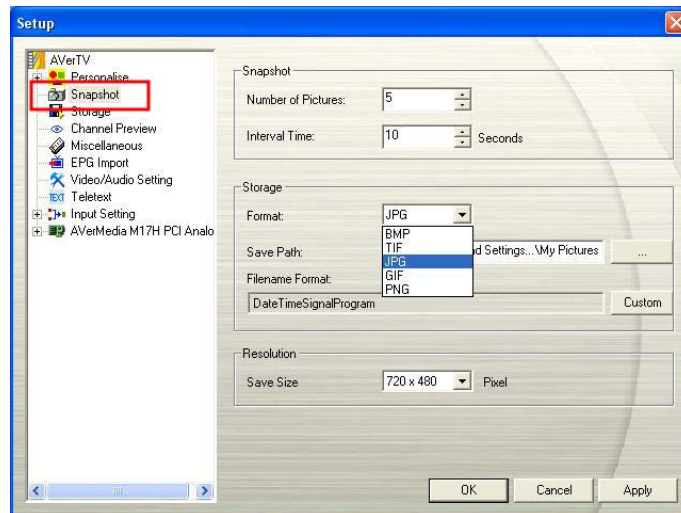 Setup
AVerTV
Personalise
Snapshot
Storage
Channel Preview
Miscellaneous
EPG Import
Video/Audio Setting
TEXT Teletext
Input Setting
AVerMedia M17H PCI Analo
Snapshot
Number of Pictures: 5
Interval Time: 10 Seconds
Storage
Format: JPG
BMP
TIF
JPG
GIF
PNG
Save Path: d Settings...\My Pictures ...
Filename Format:
DateTimeSignalProgram Custom
Resolution
Save Size 720 x 480 Pixel
OK Cancel Apply